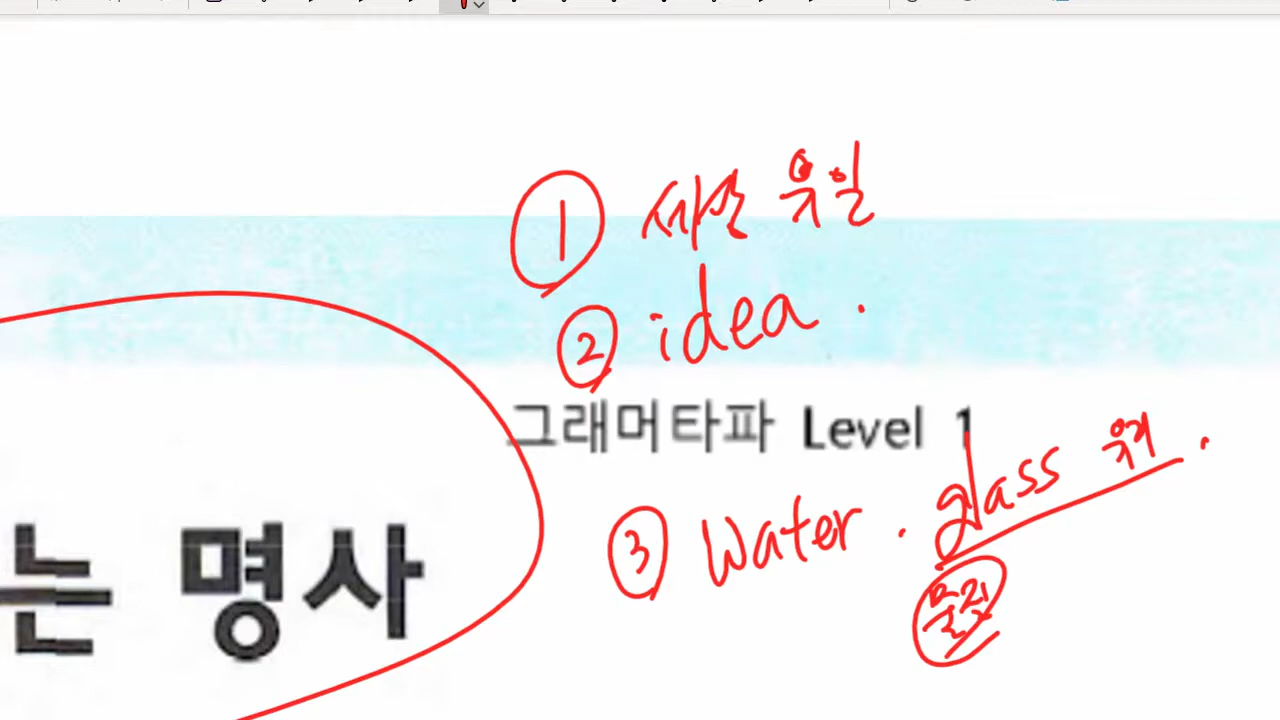 ① 세상 유일
② idea .
그래머타파 Level 1
③ Water . glass 유리 .
물질
는 명사